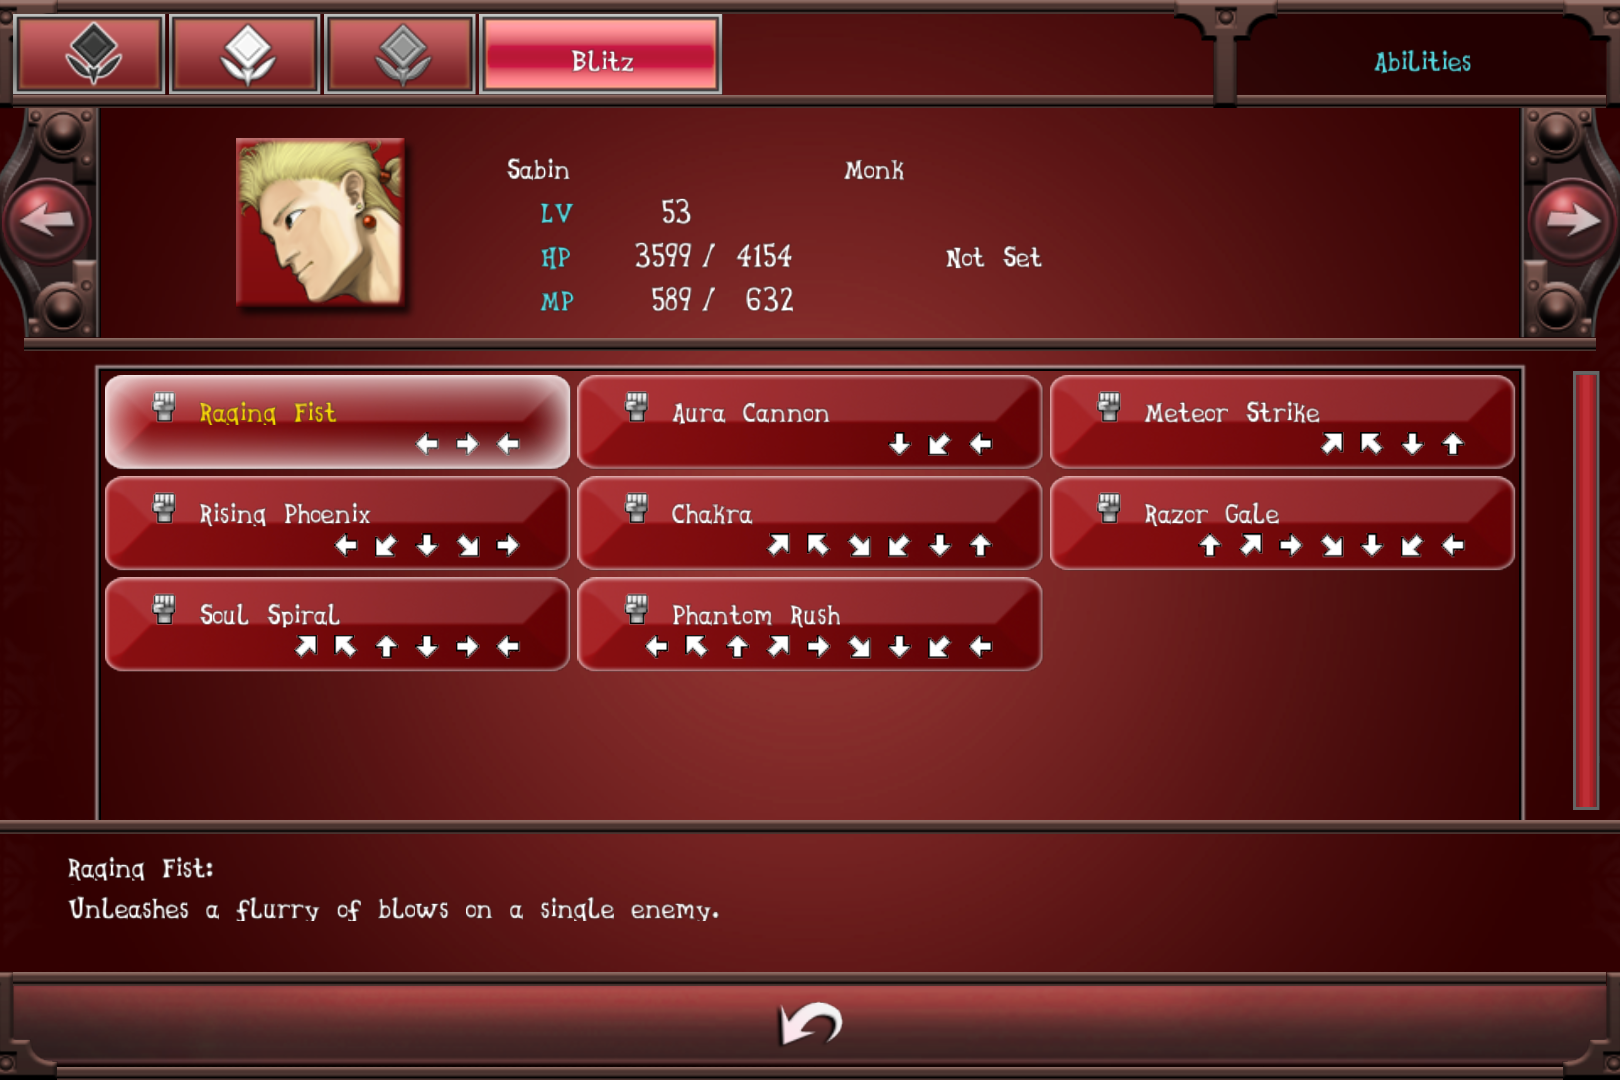 Blitz
Abilities
Sabin Monk
LV 53
HP 3599 / 4154 Not Set
MP 589 / 632
Raging Fist Aura Cannon Meteor Strike
← → ← ↓ ↙ ← ↗ ↖ ↓ ↑
Rising Phoenix Chakra Razor Gale
← ↙ ↓ ↘ → ↗ ↖ ↘ ↙ ↓ ↑ ↑ ↗ → ↘ ↓ ↙ ←
Soul Spiral Phantom Rush
↗ ↖ ↑ ↓ → ← ← ↖ ↑ ↗ → ↘ ↓ ↙ ←
Raging Fist:
Unleashes a flurry of blows on a single enemy.